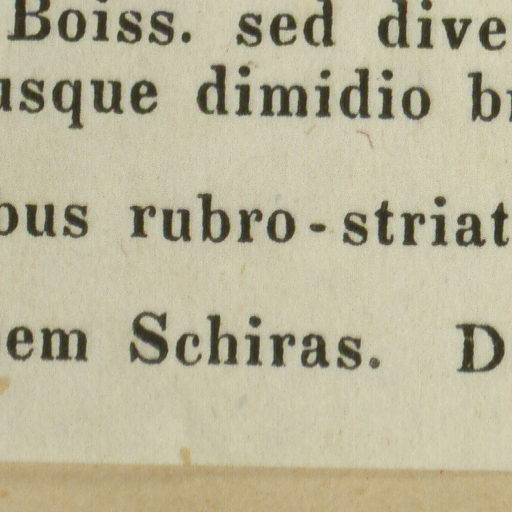 Boiss. sed dive
usque dimidio b
bus rubro-striat
em Schiras. D